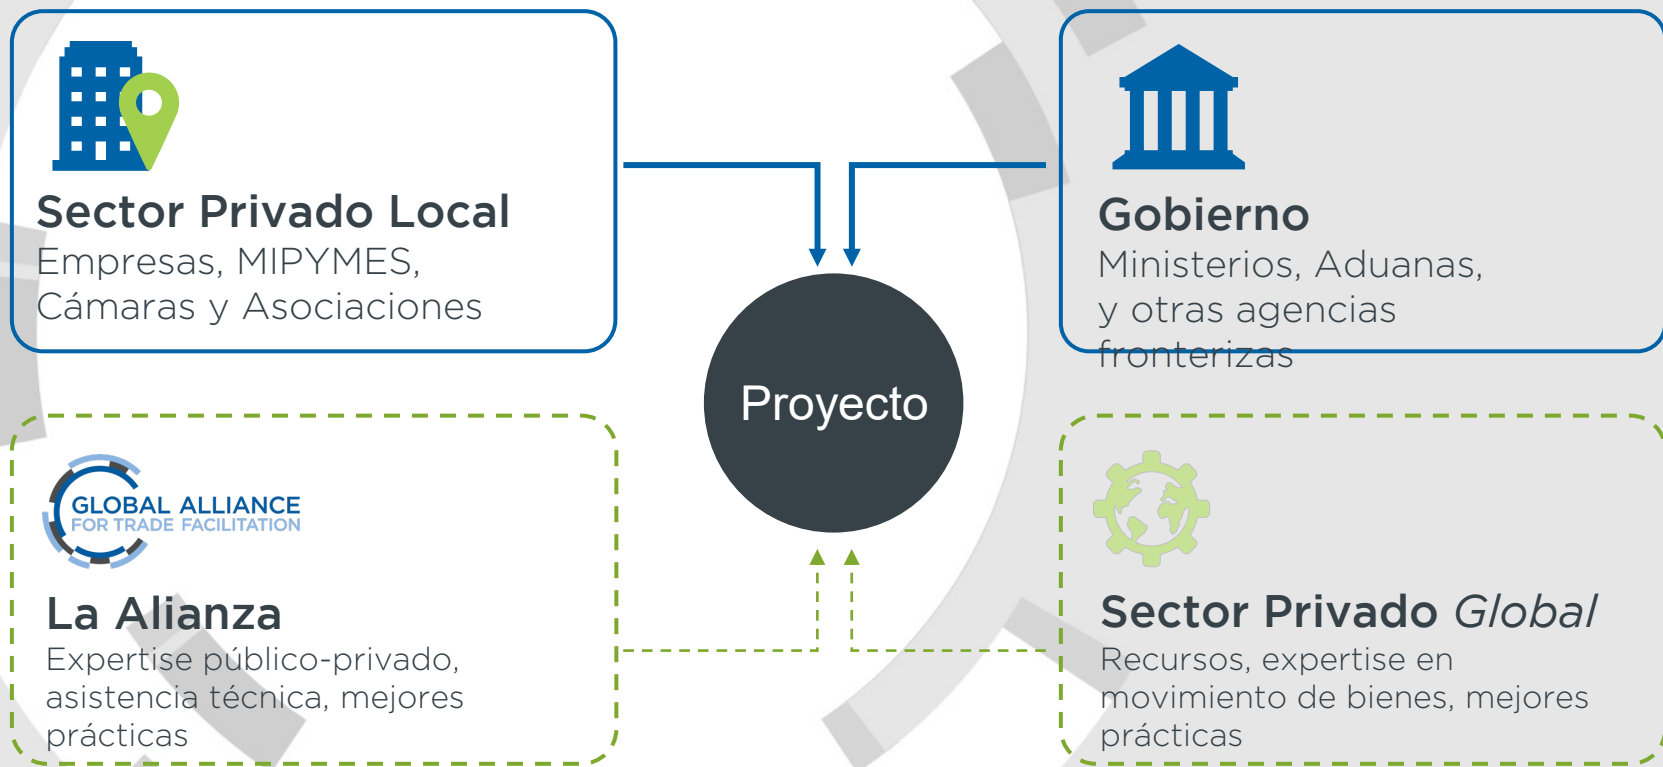 Sector Privado Local
Empresas, MIPYMES,
Cámaras y Asociaciones
Gobierno
Ministerios, Aduanas,
y otras agencias
fronterizas
Proyecto
GLOBAL ALLIANCE
FOR TRADE FACILITATION
La Alianza
Expertise público-privado,
asistencia técnica, mejores
prácticas
Sector Privado Global
Recursos, expertise en
movimiento de bienes, mejores
prácticas